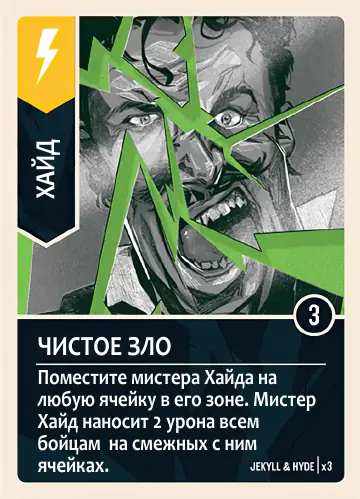 ХАЙД
3
ЧИСТОЕ ЗЛО
Поместите мистера Хайда на
любую ячейку в его зоне. Мистер
Хайд наносит 2 урона всем
бойцам на смежных с ним
ячейках.
JEKYLL & HYDE | x3